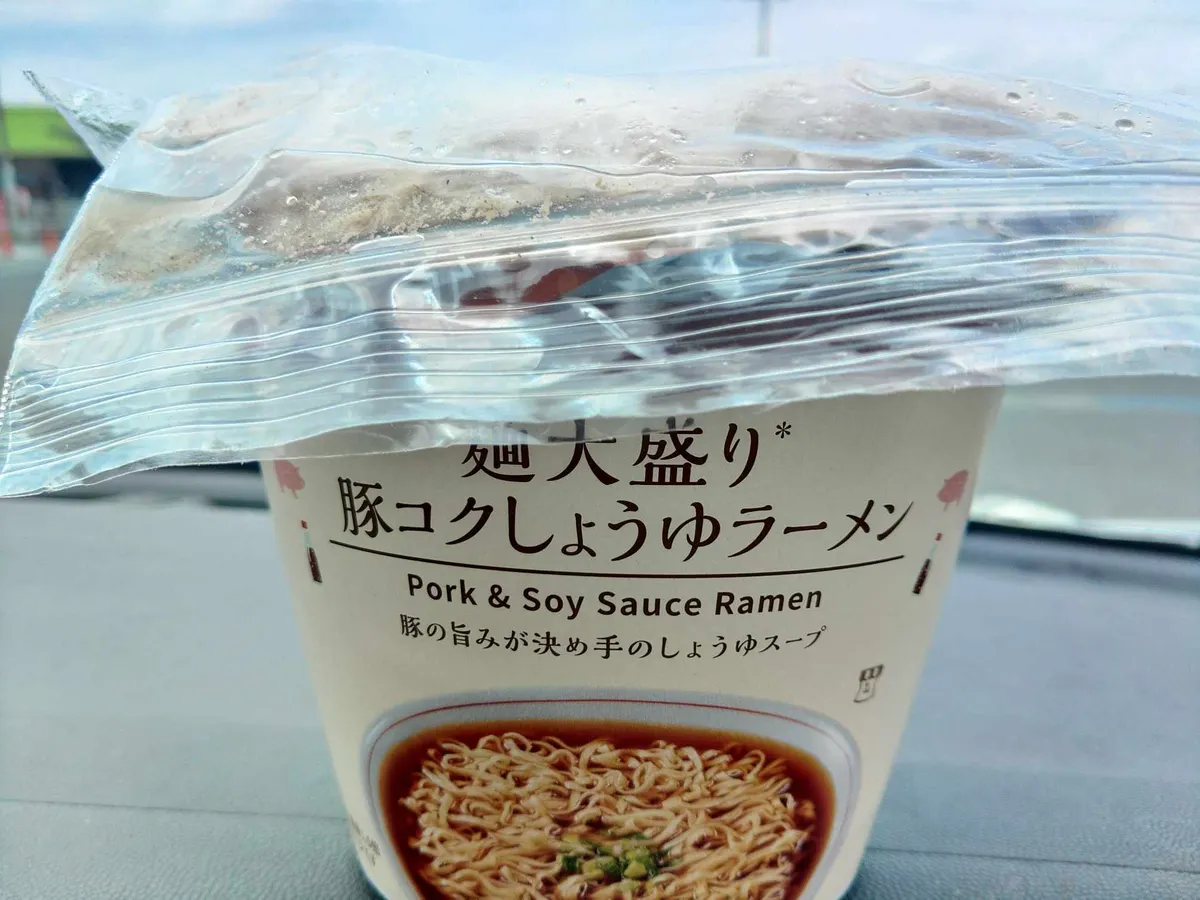 麺大盛り*
豚コクしょうゆラーメン
Pork & Soy Sauce Ramen
豚の旨みが決め手のしょうゆスープ